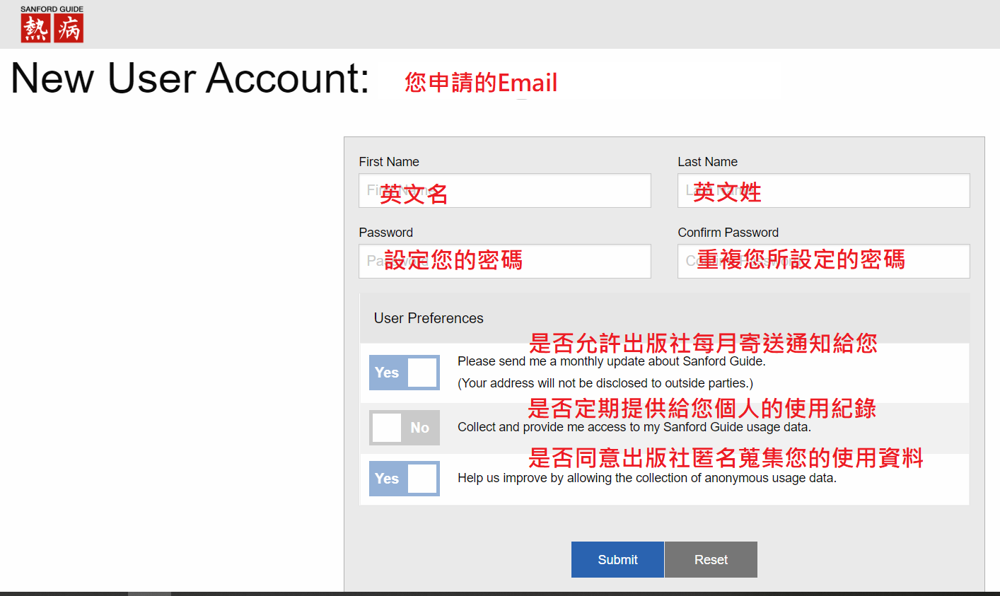 SANFORD GUIDE
熱病
New User Account: 您申請的Email
First Name
Last Name
英文名
英文姓
Password
Confirm Password
設定您的密碼
重複您所設定的密碼
User Preferences
是否允許出版社每月寄送通知給您
Yes
Please send me a monthly update about Sanford Guide.
(Your address will not be disclosed to outside parties.)
是否定期提供給您個人的使用紀錄
No
Collect and provide me access to my Sanford Guide usage data.
是否同意出版社匿名蒐集您的使用資料
Yes
Help us improve by allowing the collection of anonymous usage data.
Submit
Reset